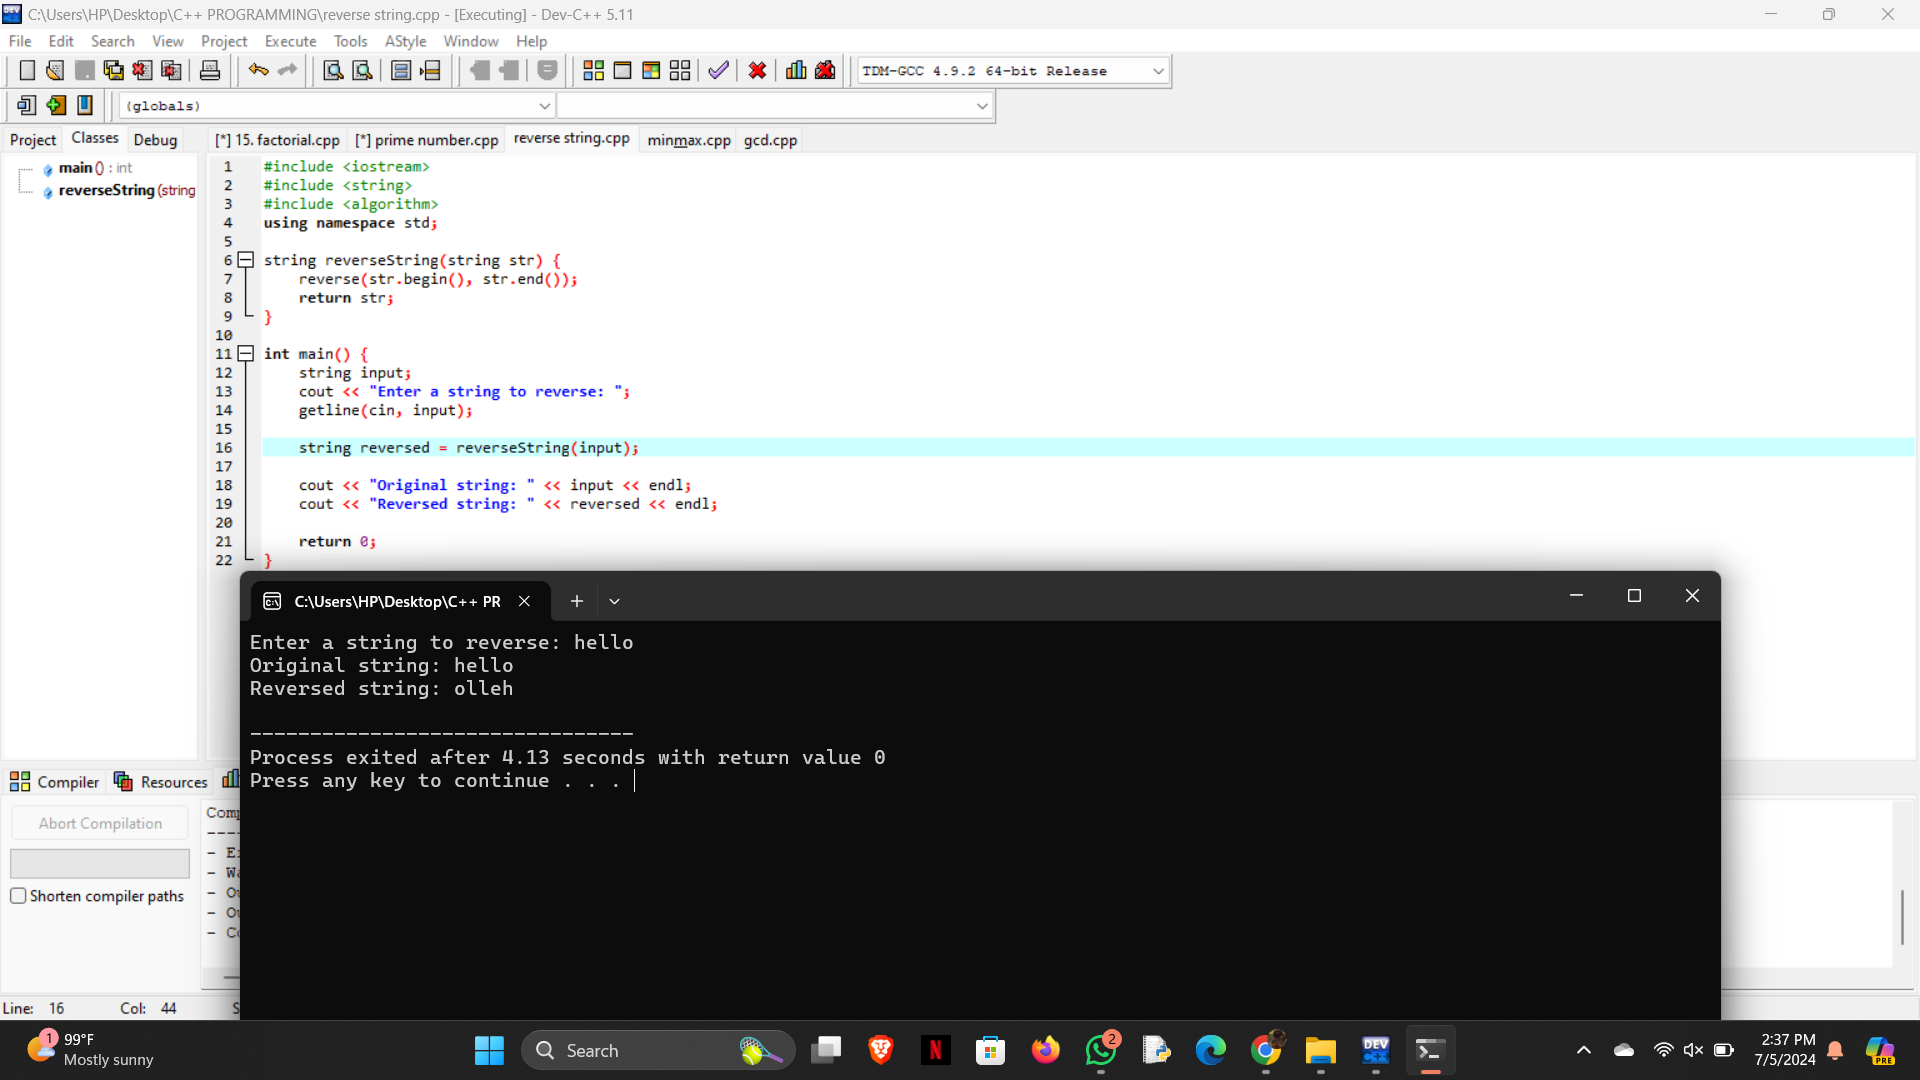 C:\Users\HP\Desktop\C++ PROGRAMMING\reverse string.cpp - [Executing] - Dev-C++ 5.11
File Edit Search View Project Execute Tools AStyle Window Help
TDM-GCC 4.9.2 64-bit Release
(globals)
Project Classes Debug
[*] 15. factorial.cpp [*] prime number.cpp reverse string.cpp minmax.cpp gcd.cpp
main () : int
reverseString (string
1 #include <iostream>
2 #include <string>
3 #include <algorithm>
4 using namespace std;
5
6 string reverseString(string str) {
7 reverse(str.begin(), str.end());
8 return str;
9 }
10
11 int main() {
12 string input;
13 cout << "Enter a string to reverse: ";
14 getline(cin, input);
15
16 string reversed = reverseString(input);
17
18 cout << "Original string: " << input << endl;
19 cout << "Reversed string: " << reversed << endl;
20
21 return 0;
22 }
C:\Users\HP\Desktop\C++ PR
Enter a string to reverse: hello
Original string: hello
Reversed string: olleh
--------------------------------
Process exited after 4.13 seconds with return value 0
Press any key to continue . . .
Compiler Resources
Abort Compilation
Shorten compiler paths
Line: 16 Col: 44
1
99°F
Mostly sunny
Search
2
DEV C++
PRE
2:37 PM
7/5/2024